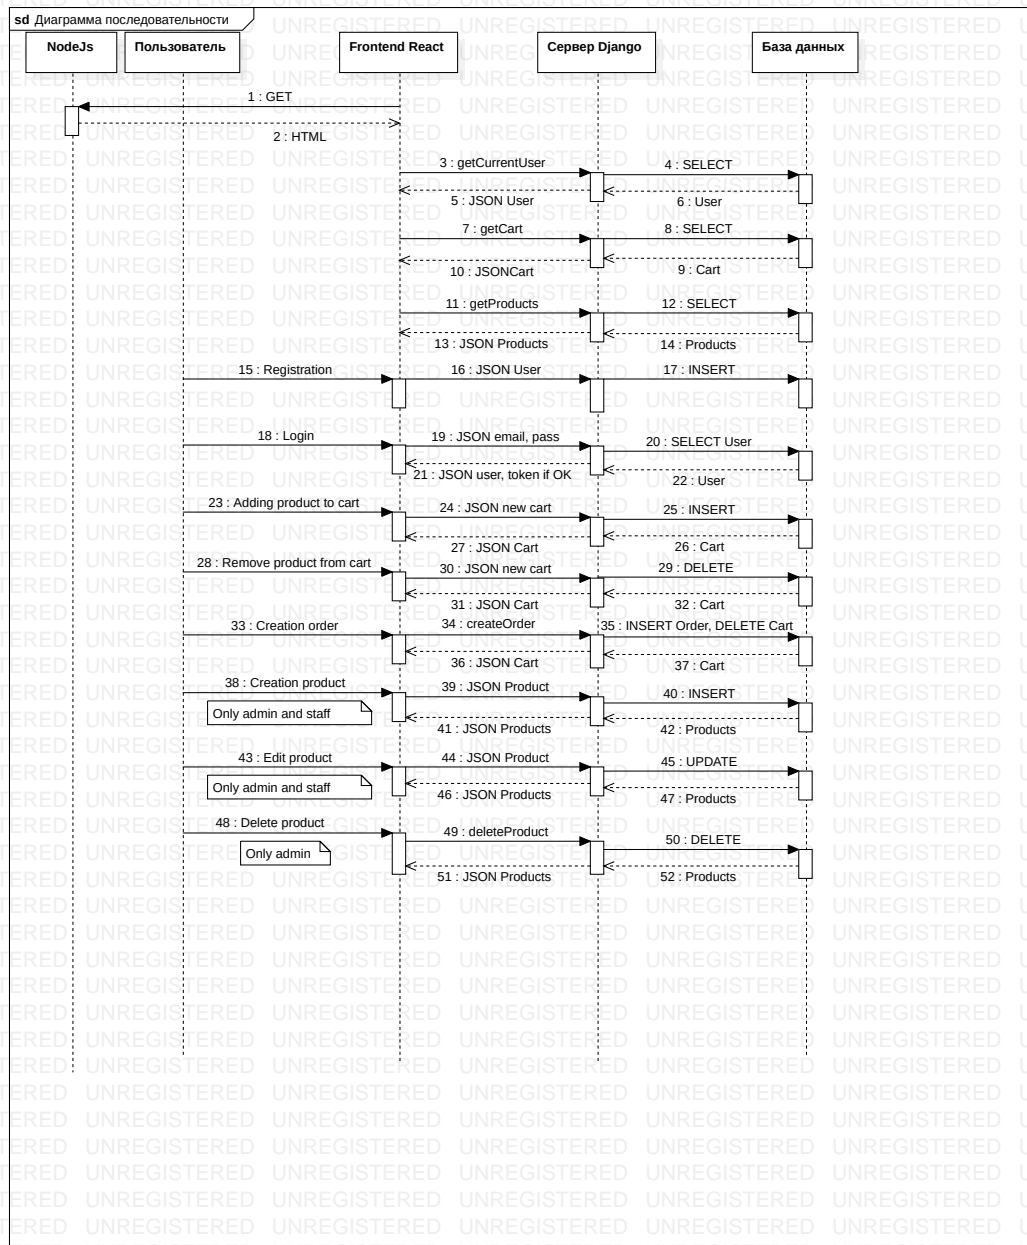 sd Диаграмма последовательности
NodeJs
Пользователь
Frontend React
Сервер Django
База данных
1 : GET
2 : HTML
3 : getCurrentUser
4 : SELECT
5 : JSON User
6 : User
7 : getCart
8 : SELECT
10 : JSONCart
9 : Cart
11 : getProducts
12 : SELECT
13 : JSON Products
14 : Products
15 : Registration
16 : JSON User
17 : INSERT
18 : Login
19 : JSON email, pass
20 : SELECT User
21 : JSON user, token if OK
22 : User
23 : Adding product to cart
24 : JSON new cart
25 : INSERT
27 : JSON Cart
26 : Cart
28 : Remove product from cart
30 : JSON new cart
29 : DELETE
31 : JSON Cart
32 : Cart
33 : Creation order
34 : createOrder
35 : INSERT Order, DELETE Cart
36 : JSON Cart
37 : Cart
38 : Creation product
39 : JSON Product
40 : INSERT
Only admin and staff
41 : JSON Products
42 : Products
43 : Edit product
44 : JSON Product
45 : UPDATE
Only admin and staff
46 : JSON Products
47 : Products
48 : Delete product
49 : deleteProduct
50 : DELETE
Only admin
51 : JSON Products
52 : Products
UNREGISTERED